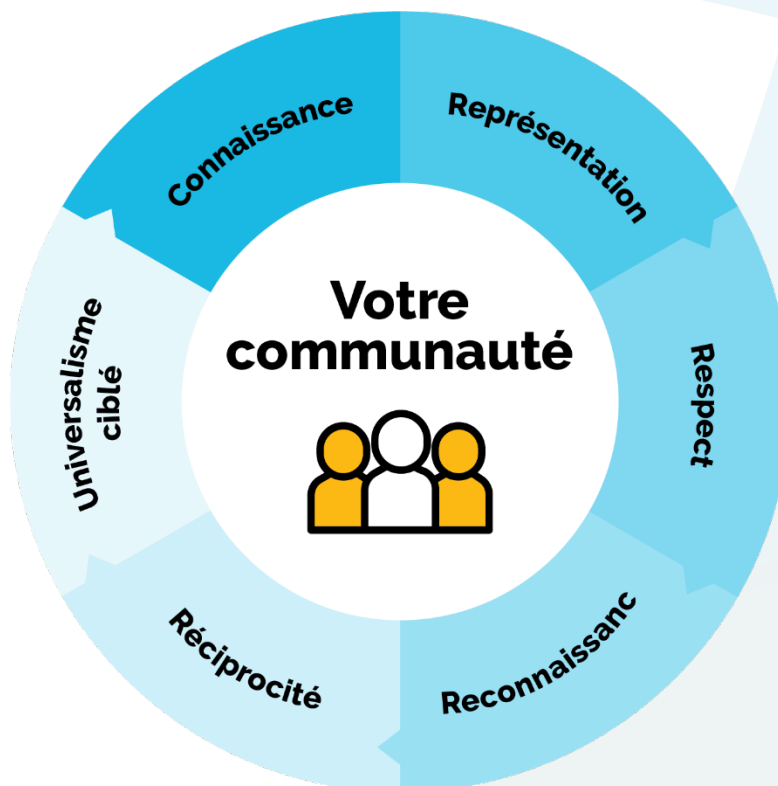 Connaissance
Représentation
Respect
Reconnaissanc
Réciprocité
Universalisme
ciblé
Votre
communauté